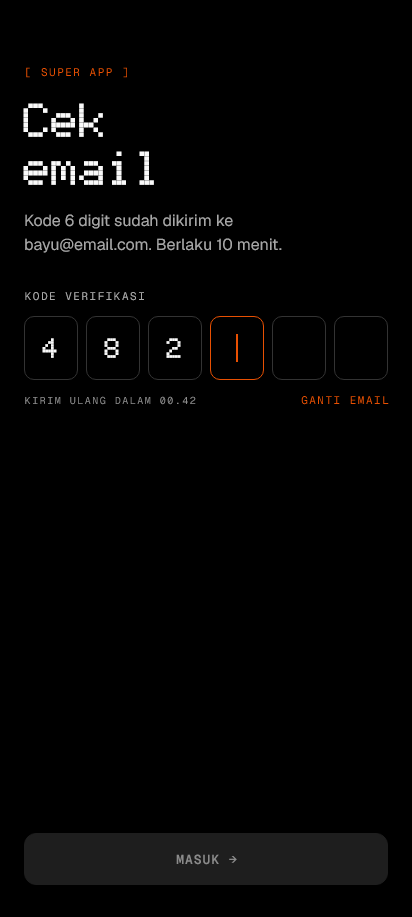 [ SUPER APP ]
Cek
email
Kode 6 digit sudah dikirim ke
bayu@email.com. Berlaku 10 menit.
KODE VERIFIKASI
4 8 2
KIRIM ULANG DALAM 00.42 GANTI EMAIL
MASUK →